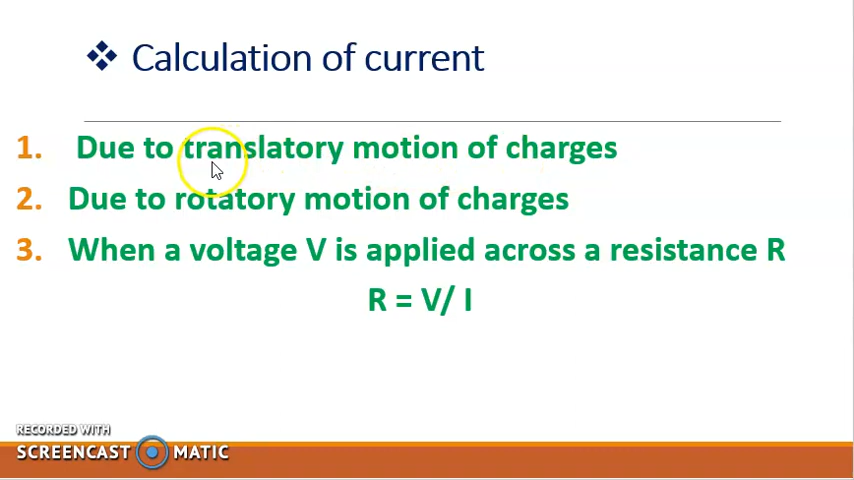 ❖ Calculation of current
1. Due to translatory motion of charges
2. Due to rotatory motion of charges
3. When a voltage V is applied across a resistance R
R = V/ I
RECORDED WITH
SCREENCAST MATIC